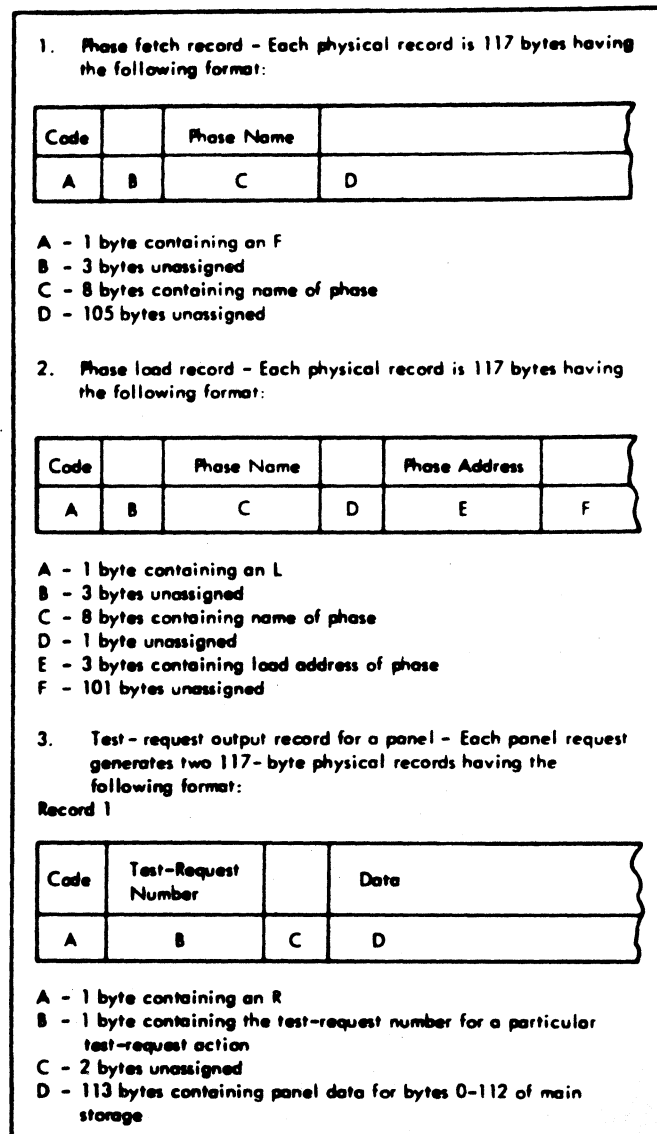 1. Phase fetch record - Each physical record is 117 bytes having
the following format:
Code Phase Name
A B C D
A - 1 byte containing an F
B - 3 bytes unassigned
C - 8 bytes containing name of phase
D - 105 bytes unassigned
2. Phase load record - Each physical record is 117 bytes having
the following format:
Code Phase Name Phase Address
A B C D E F
A - 1 byte containing an L
B - 3 bytes unassigned
C - 8 bytes containing name of phase
D - 1 byte unassigned
E - 3 bytes containing load address of phase
F - 101 bytes unassigned
3. Test-request output record for a panel - Each panel request
generates two 117-byte physical records having the
following format:
Record 1
Code Test-Request Number Data
A B C D
A - 1 byte containing an R
B - 1 byte containing the test-request number for a particular
test-request action
C - 2 bytes unassigned
D - 113 bytes containing panel data for bytes 0-112 of main
storage